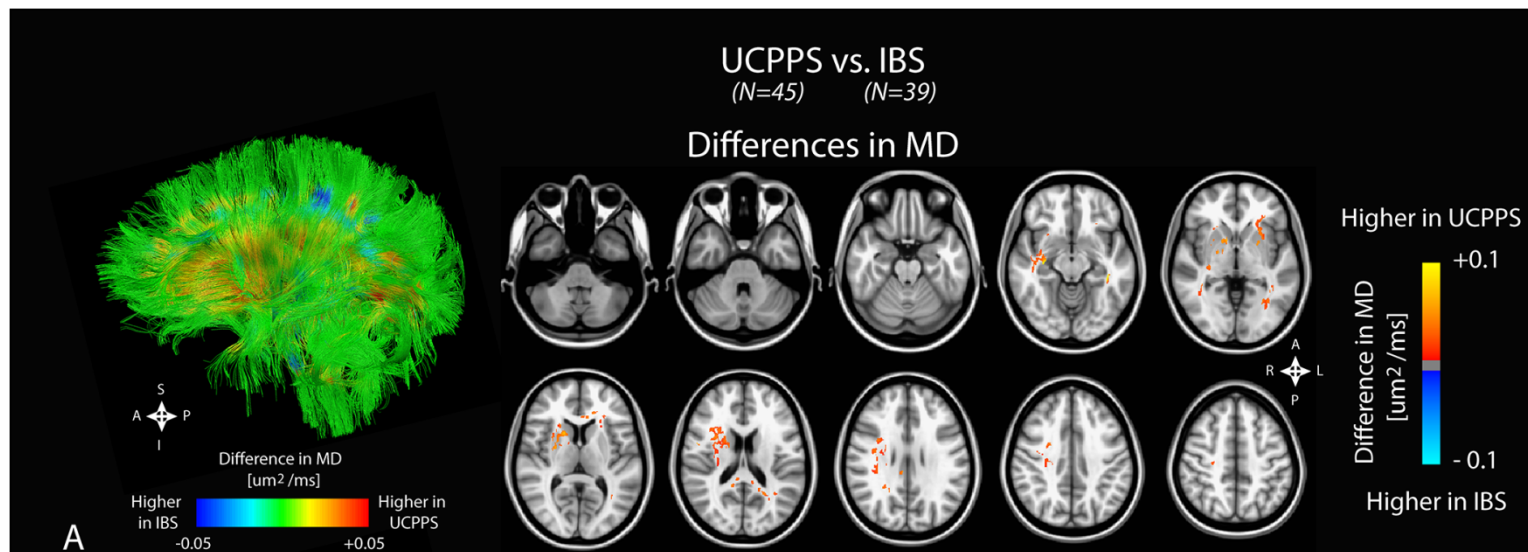 UCPPS vs. IBS
(N=45) (N=39)
Differences in MD
S
A P
I
Difference in MD
[um²/ms]
Higher in IBS
Higher in UCPPS
-0.05 +0.05
A
A
R L
P
Higher in UCPPS
+0.1
Difference in MD
[um²/ms]
- 0.1
Higher in IBS